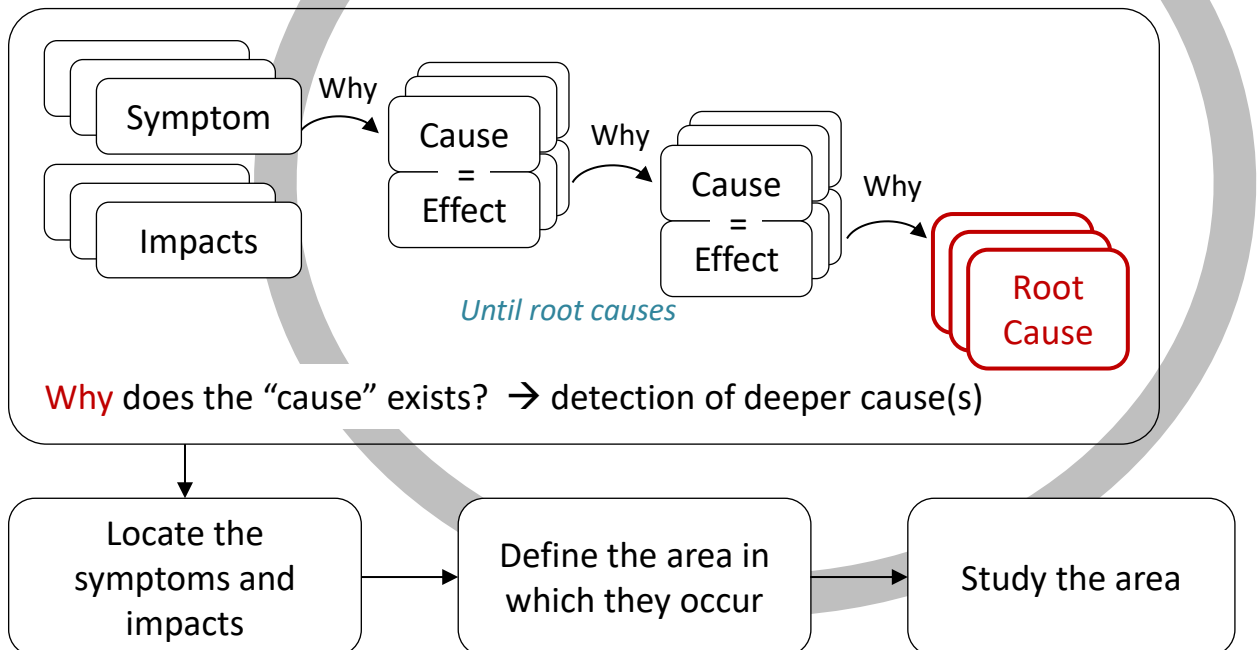 Symptom
Impacts
Why
Cause
=
Effect
Why
Cause
=
Effect
Why
Root
Cause
Until root causes
Why does the “cause” exists? → detection of deeper cause(s)
Locate the
symptoms and
impacts
Define the area in
which they occur
Study the area